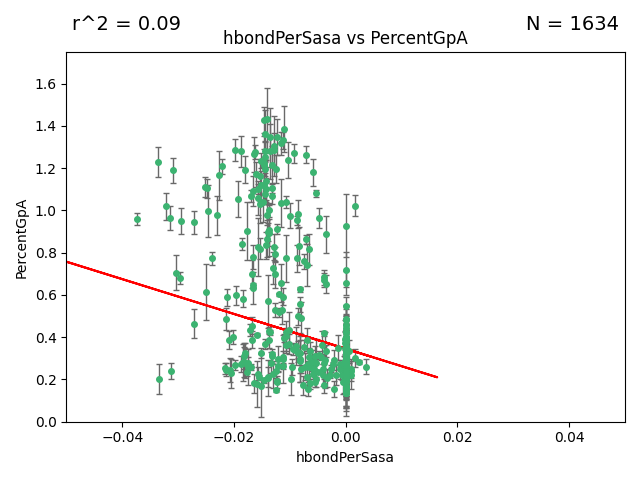 r^2 = 0.09
N = 1634
hbondPerSasa vs PercentGpA
PercentGpA
1.6
1.4
1.2
1.0
0.8
0.6
0.4
0.2
0.0
−0.04
−0.02
0.00
0.02
0.04
hbondPerSasa